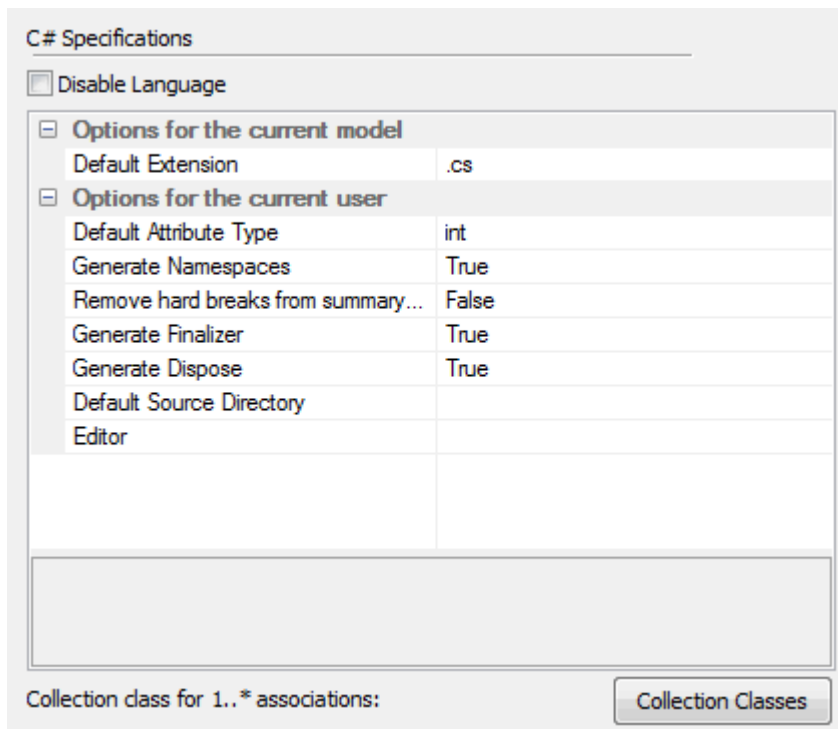 C# Specifications
Disable Language
Options for the current model
Default Extension .cs
Options for the current user
Default Attribute Type int
Generate Namespaces True
Remove hard breaks from summary... False
Generate Finalizer True
Generate Dispose True
Default Source Directory
Editor
Collection class for 1..* associations: Collection Classes